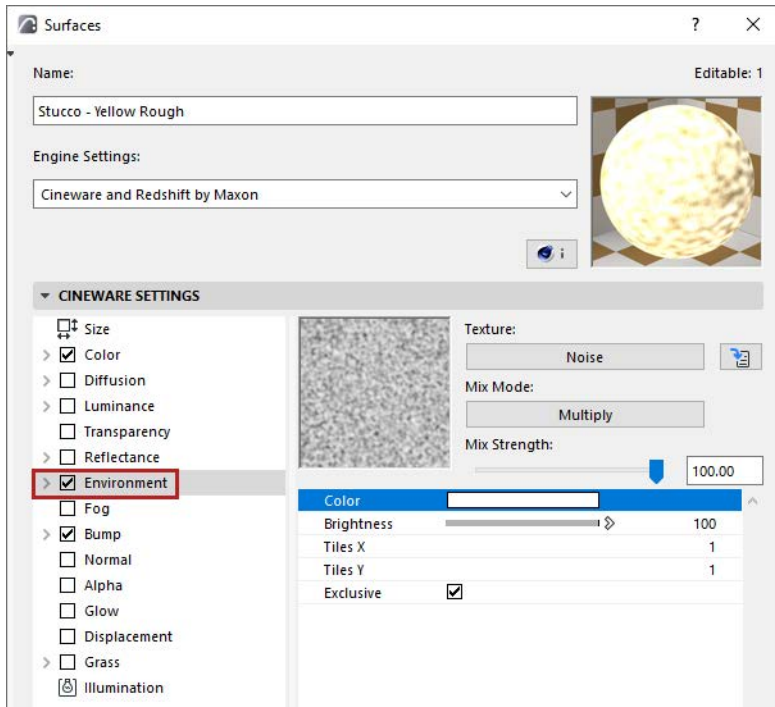 Surfaces
?
Name:
Editable: 1
Stucco - Yellow Rough
Engine Settings:
Cineware and Redshift by Maxon
i
CINEWARE SETTINGS
Size
Color
Diffusion
Luminance
Transparency
Reflectance
Environment
Fog
Bump
Normal
Alpha
Glow
Displacement
Grass
Illumination
Texture:
Noise
Mix Mode:
Multiply
Mix Strength:
100.00
Color
Brightness 100
Tiles X 1
Tiles Y 1
Exclusive